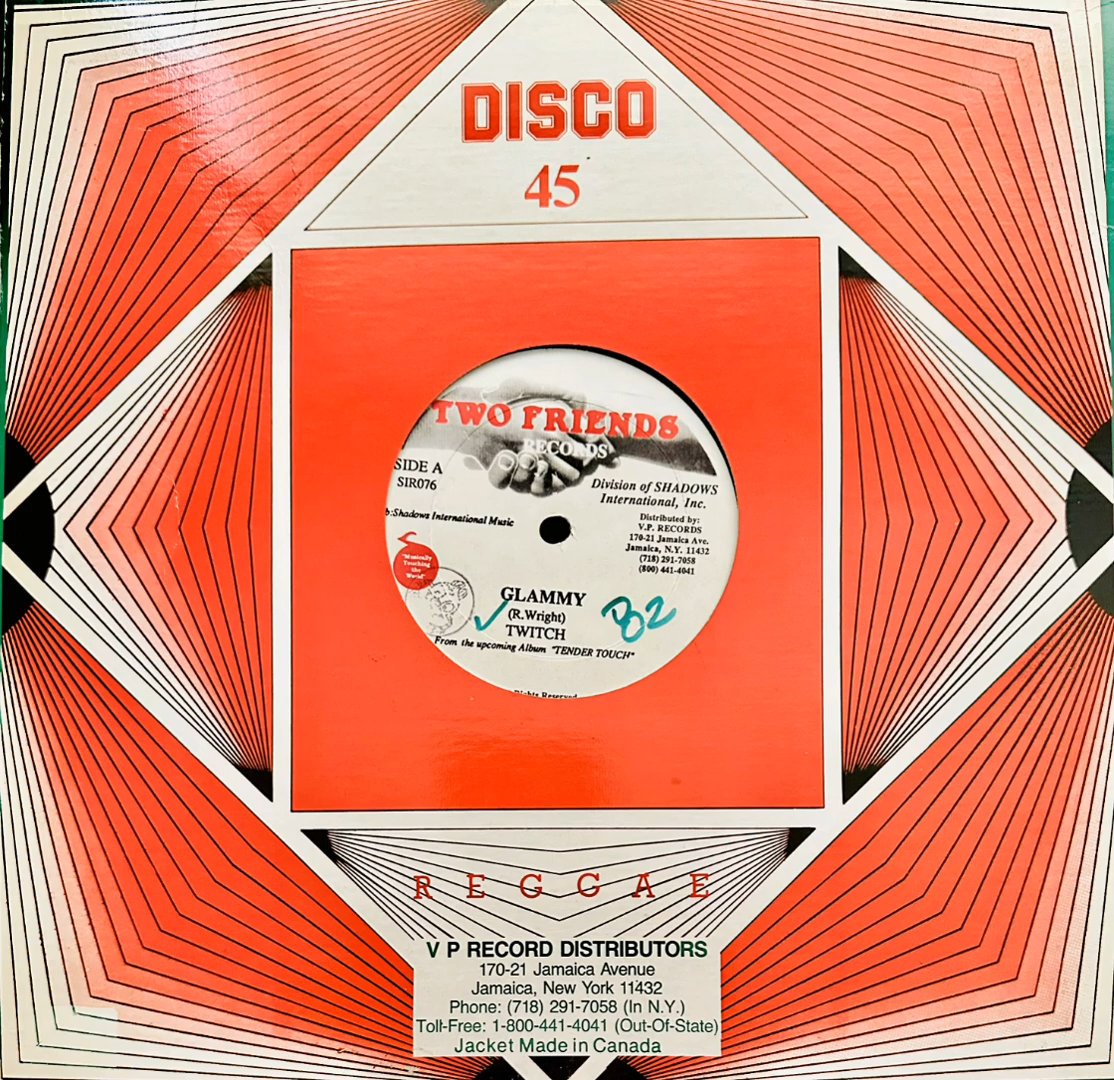 DISCO
45
TWO FRIENDS
RECORDS
SIDE A
SIR076
Division of SHADOWS
International, Inc.
b:Shadows International Music
Distributed by:
V.P. RECORDS
170-21 Jamaica Ave.
Jamaica, N.Y. 11432
(718) 291-7058
(800) 441-4041
"Musically
Touching
the
World"
GLAMMY
(R.Wright)
TWITCH
B2
From the upcoming Album "TENDER TOUCH"
Rights Reserved
REGGAE
V P RECORD DISTRIBUTORS
170-21 Jamaica Avenue
Jamaica, New York 11432
Phone: (718) 291-7058 (In N.Y.)
Toll-Free: 1-800-441-4041 (Out-Of-State)
Jacket Made in Canada